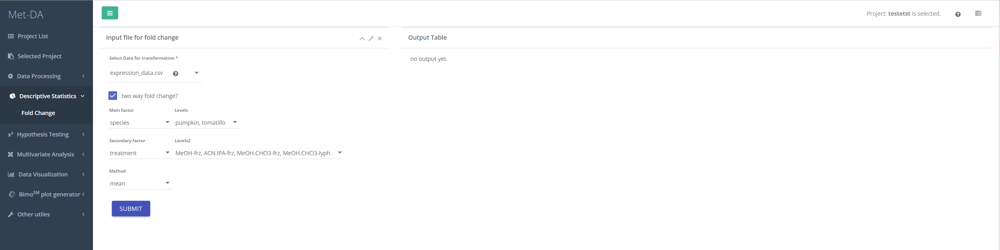 Met-DA
Project List
Selected Project
Data Processing
Descriptive Statistics
Fold Change
x² Hypothesis Testing
Multivariate Analysis
Data Visualization
Bimo℠ plot generator
Other utiles
Project: testetst is selected.
Input file for fold change
Select Data for transformation *
expression_data.csv
two way fold change?
Main factor Levels
species pumpkin, tomatillo
Secondary factor Levels2
treatment MeOH-frz, ACN.IPA-frz, MeOH.CHCl3-frz, MeOH.CHCl3-lyph
Method
mean
SUBMIT
Output Table
no output yet.